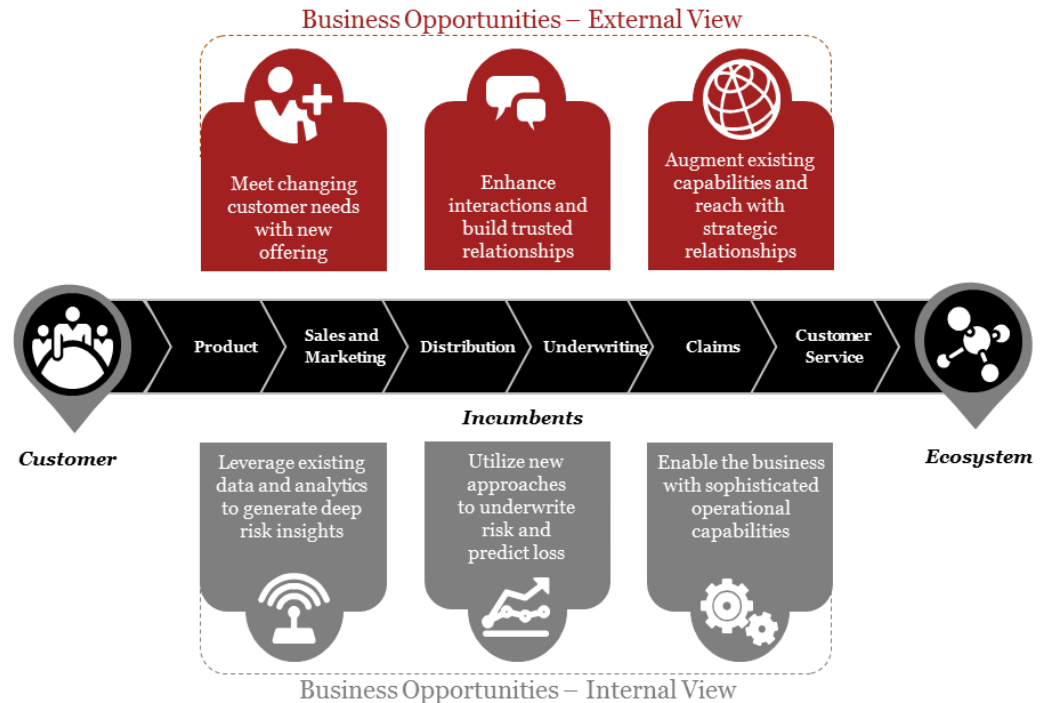 Business Opportunities – External View
Meet changing
customer needs
with new
offering
Enhance
interactions and
build trusted
relationships
Augment existing
capabilities and
reach with
strategic
relationships
Product
Sales and
Marketing
Distribution
Underwriting
Claims
Customer
Service
Incumbents
Customer
Ecosystem
Leverage existing
data and analytics
to generate deep
risk insights
Utilize new
approaches
to underwrite
risk and
predict loss
Enable the business
with sophisticated
operational
capabilities
Business Opportunities – Internal View